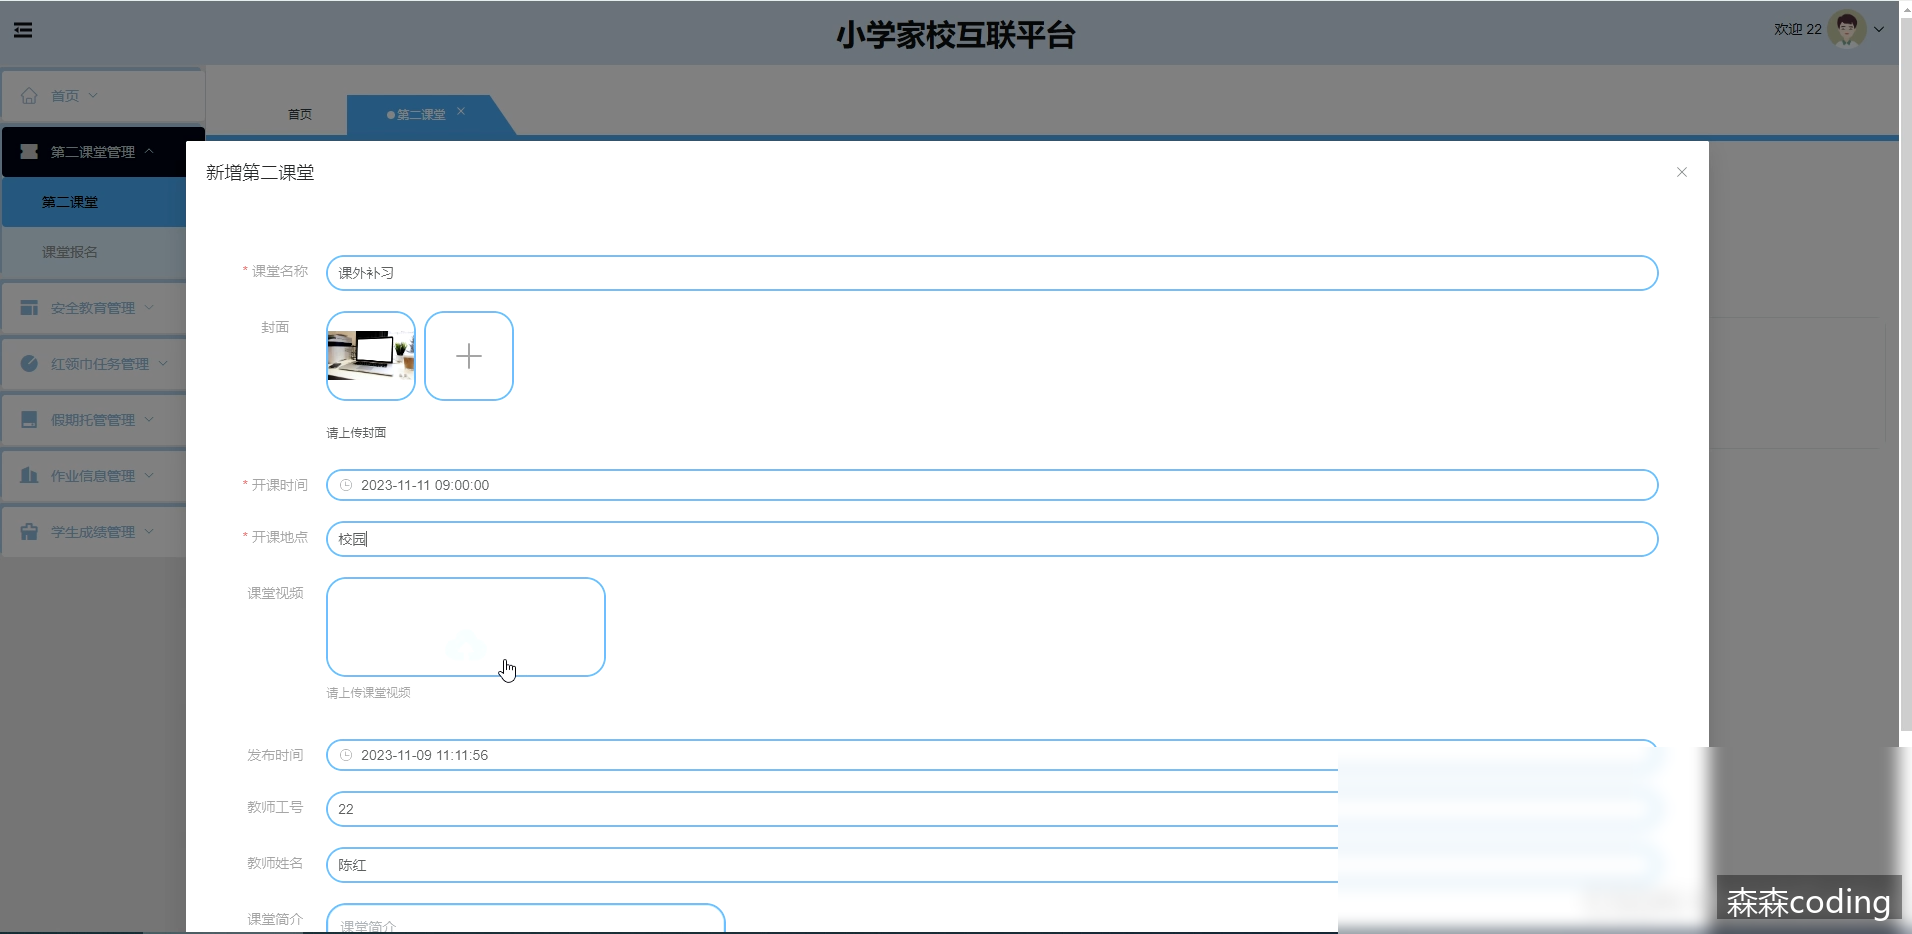 小学家校互联平台
欢迎 22
首页
第二课堂管理
第二课堂
课堂报名
安全教育管理
红领巾任务管理
假期托管管理
作业信息管理
学生成绩管理
首页
第二课堂
新增第二课堂
* 课堂名称
课外补习
封面
请上传封面
* 开课时间
2023-11-11 09:00:00
* 开课地点
校园
课堂视频
请上传课堂视频
发布时间
2023-11-09 11:11:56
教师工号
22
教师姓名
陈红
课堂简介
课堂简介
森森coding